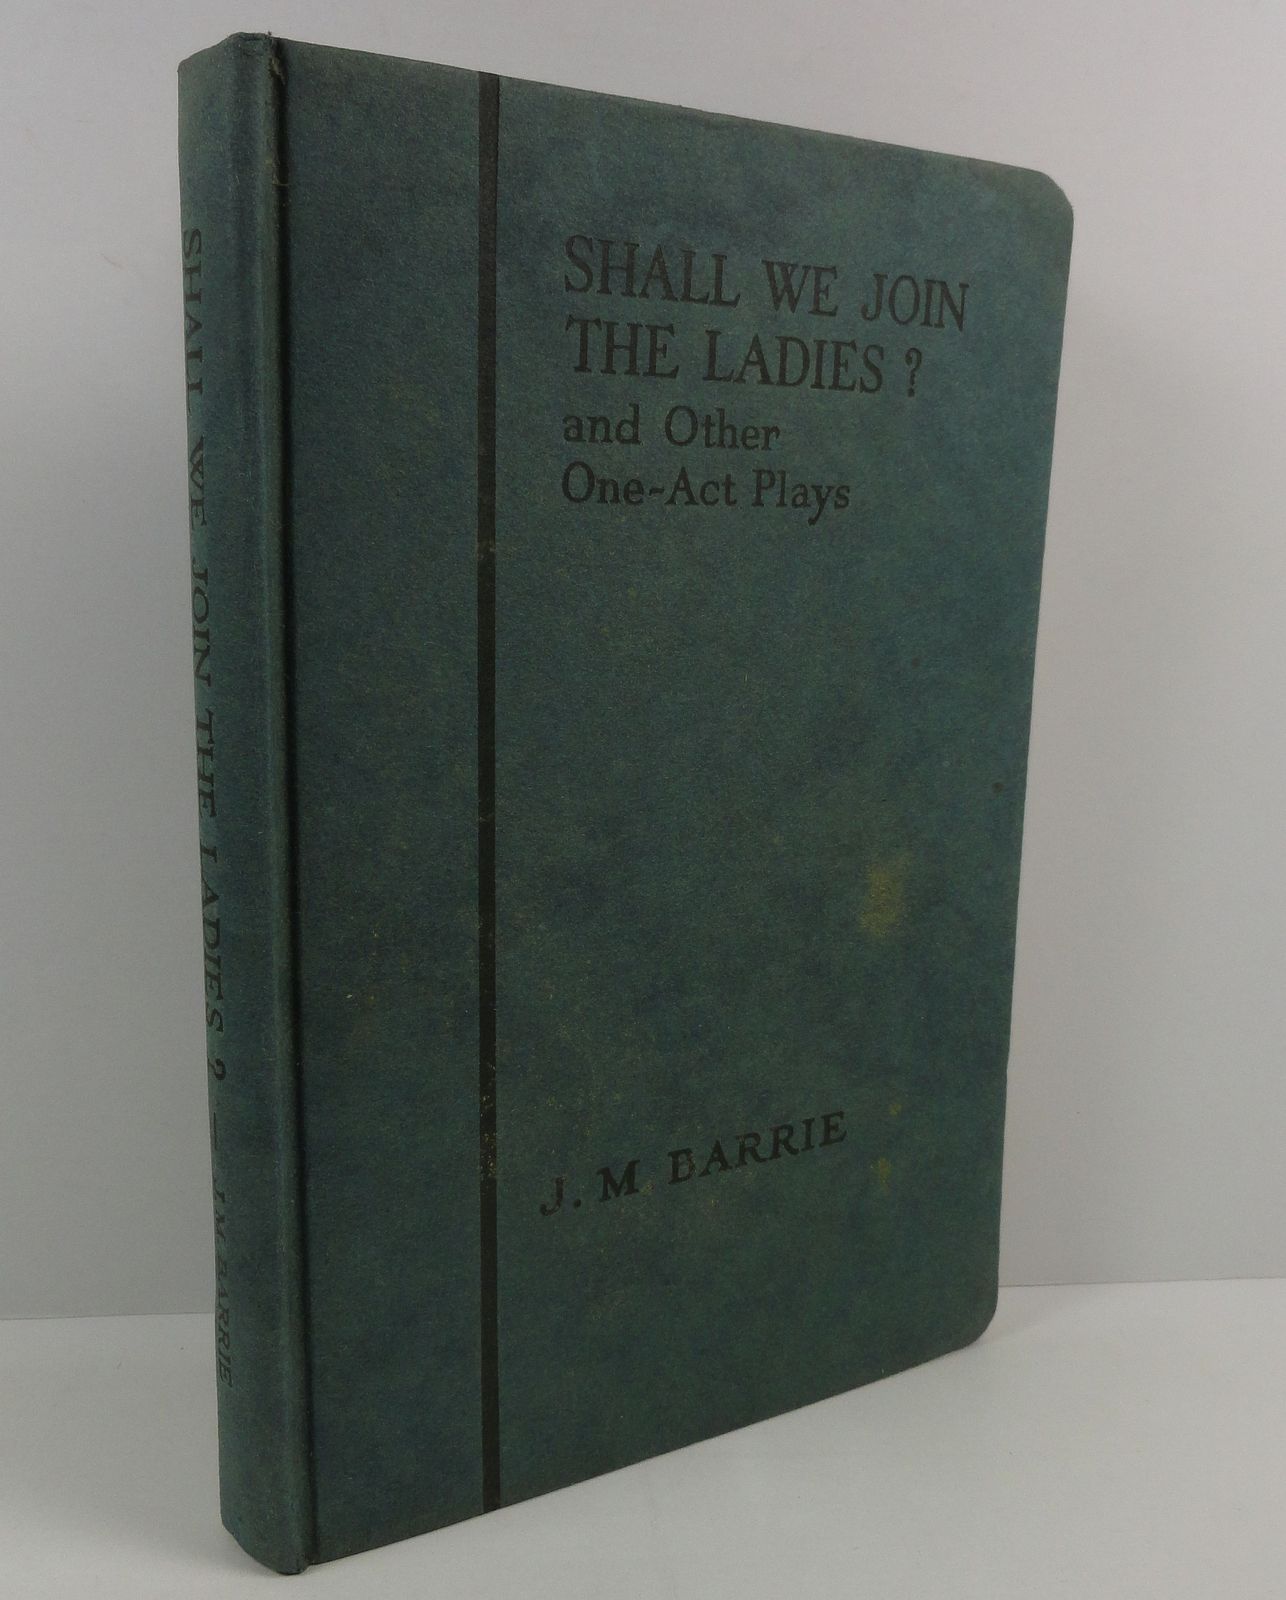 SHALL WE JOIN
THE LADIES ?
and Other
One-Act Plays
J. M. BARRIE
SHALL WE JOIN THE LADIES ? — J.M.BARRIE